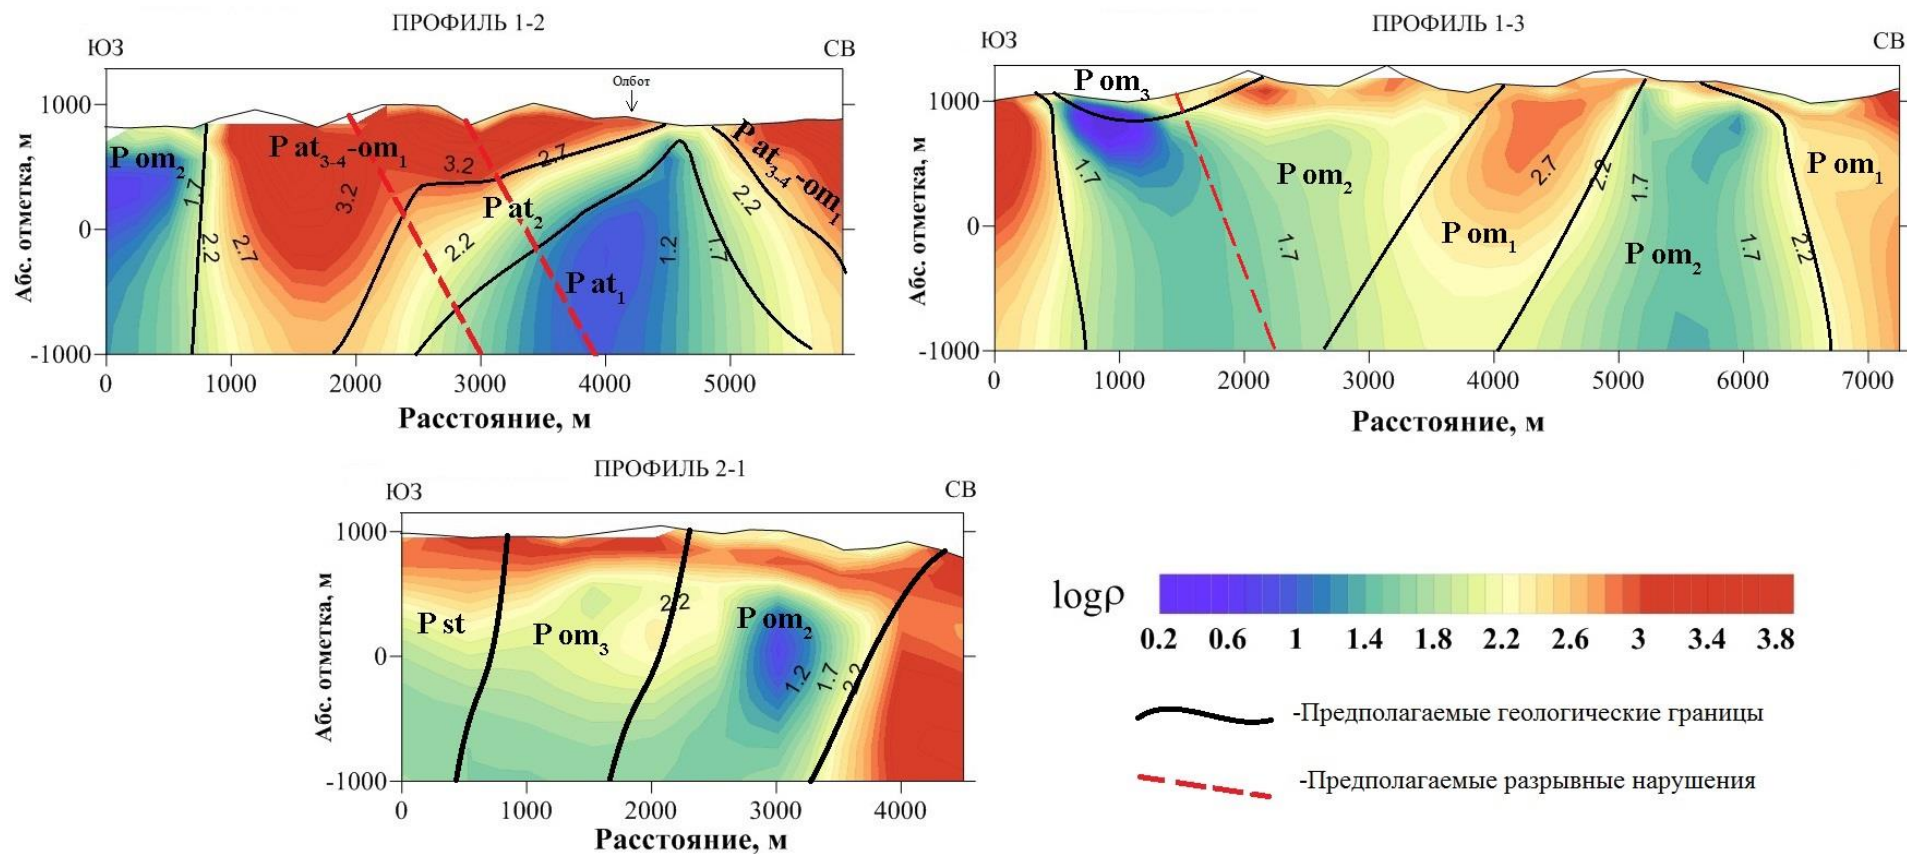 ПРОФИЛЬ 1-2
ЮЗ
СВ
Олбот
Абс. отметка, м
1000
0
-1000
P om2
P at3-4-om1
P at2
P at1
P at3-4-om1
1.7
2.2
2.7
3.2
3.2
2.7
2.2
1.2
1.7
2.2
0 1000 2000 3000 4000 5000
Расстояние, м
ПРОФИЛЬ 1-3
ЮЗ
СВ
Абс. отметка, м
1000
0
-1000
P om3
P om2
P om1
P om2
P om1
1.7
1.7
2.7
2.2
1.7
1.7
2.2
0 1000 2000 3000 4000 5000 6000 7000
Расстояние, м
ПРОФИЛЬ 2-1
ЮЗ
СВ
Абс. отметка, м
1000
0
-1000
P st
P om3
P om2
2.2
1.2
1.7
2.2
0 1000 2000 3000 4000
Расстояние, м
logρ
0.2 0.6 1 1.4 1.8 2.2 2.6 3 3.4 3.8
-Предполагаемые геологические границы
-Предполагаемые разрывные нарушения